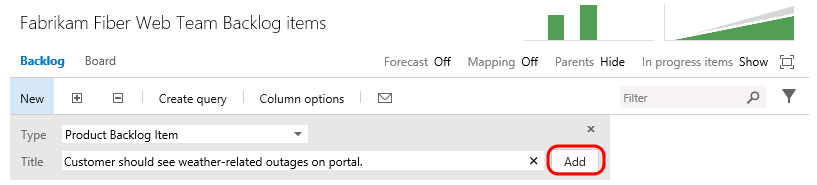 Fabrikam Fiber Web Team Backlog items
Backlog Board Forecast Off Mapping Off Parents Hide In progress items Show
New Create query Column options Filter
Type Product Backlog Item
Title Customer should see weather-related outages on portal. Add